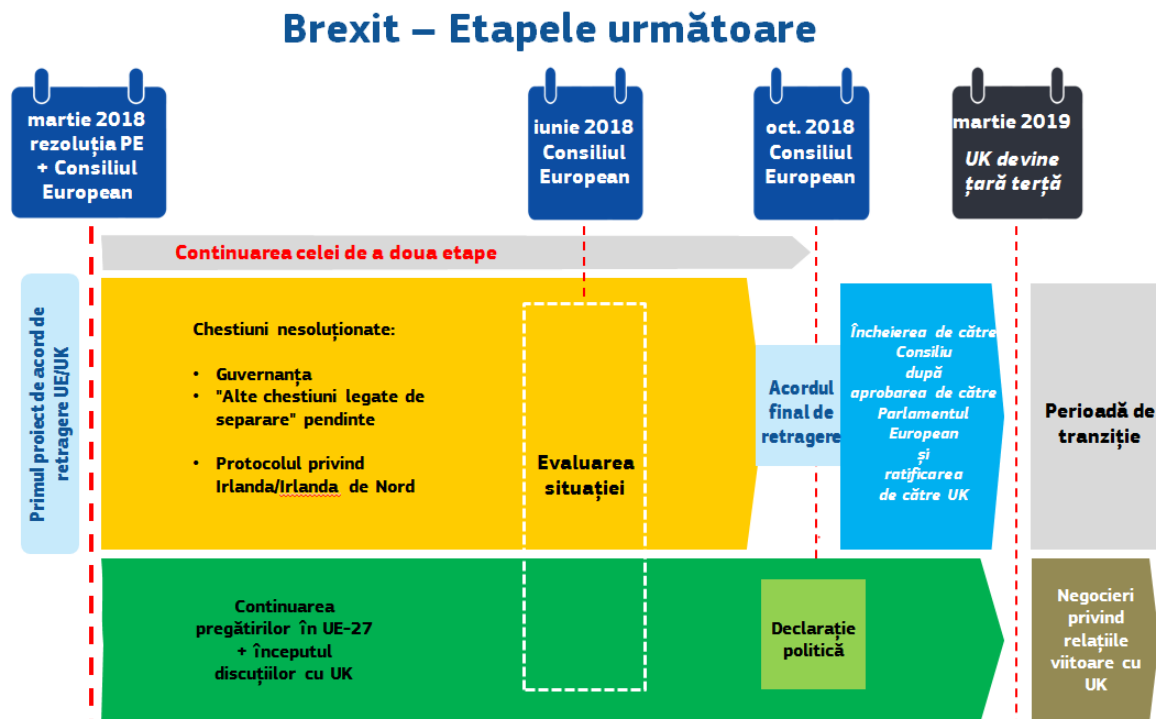 Brexit – Etapele următoare
martie 2018
rezoluția PE
+ Consiliul
European
iunie 2018
Consiliul
European
oct. 2018
Consiliul
European
martie 2019
UK devine
țară terță
Continuarea celei de a doua etape
Primul proiect de acord de
retragere UE/UK
Chestiuni nesoluționate:
• Guvernanța
• "Alte chestiuni legate de
separare" pendinte
• Protocolul privind
Irlanda/Irlanda de Nord
Evaluarea
situației
Acordul
final de
retragere
Încheierea de către
Consiliu
după
aprobarea de către
Parlamentul
European
și
ratificarea
de către UK
Perioadă de
tranziție
Continuarea
pregătirilor în UE-27
+ începutul
discuțiilor cu UK
Declarație
politică
Negocieri
privind
relațiile
viitoare cu
UK